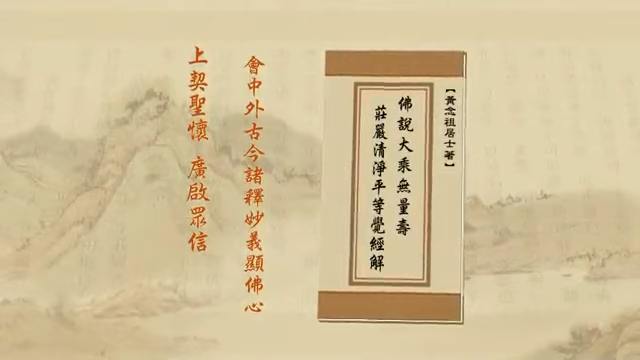 【黃念祖居士著】
佛說大乘無量壽
莊嚴清淨平等覺經解
會中外古今諸釋妙義顯佛心
上契聖懷 廣啟眾信